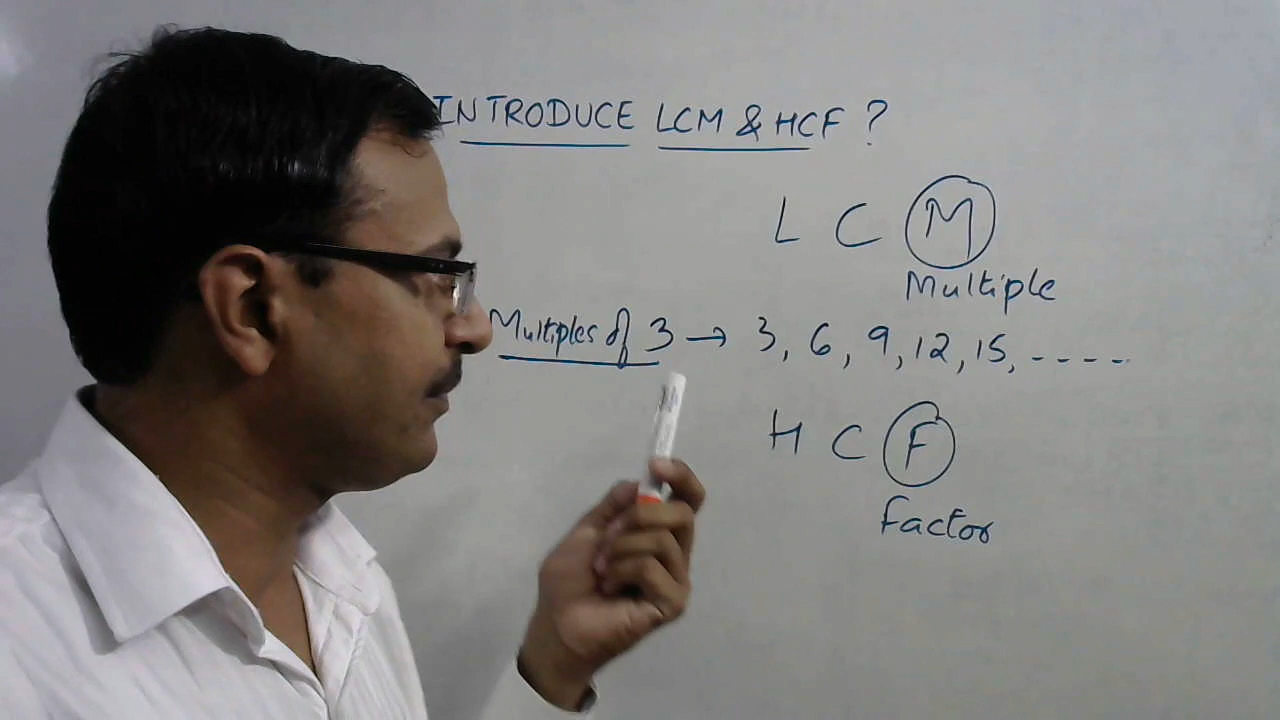 INTRODUCE LCM & HCF ?
L C M
Multiple
Multiples of 3 → 3, 6, 9, 12, 15, -----
H C F
factor